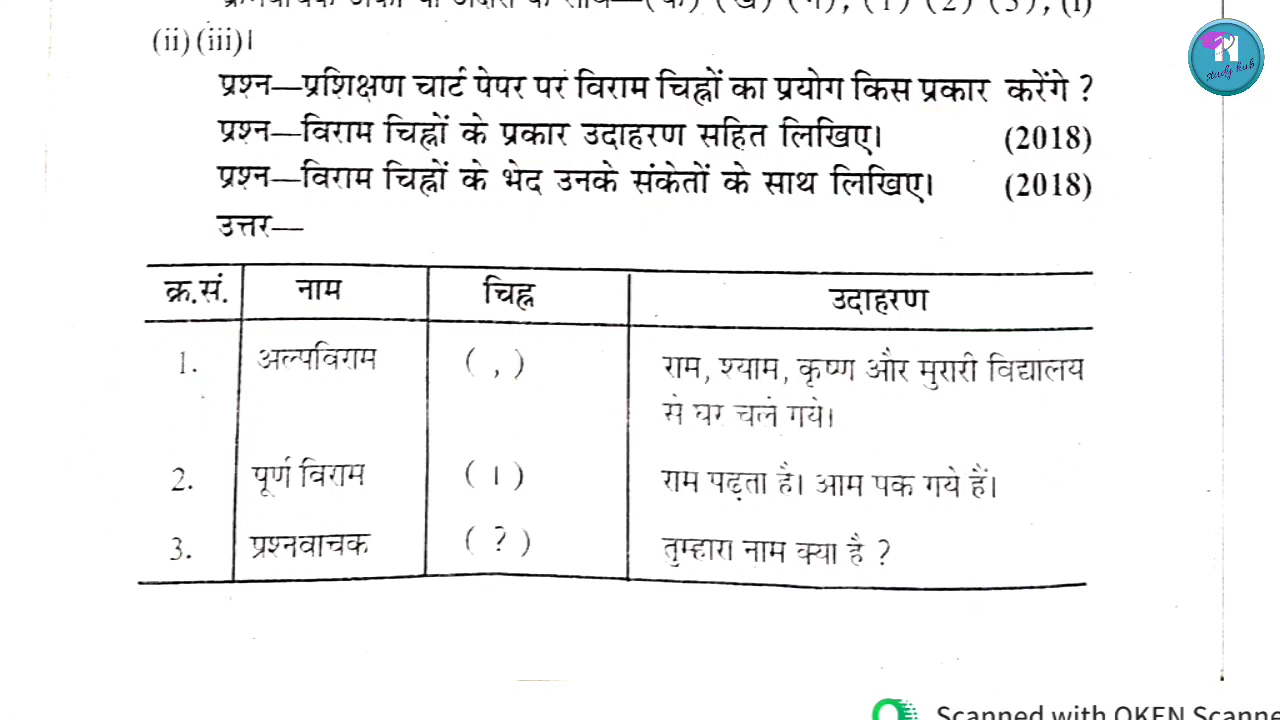 (ii) (iii)।
प्रश्न—प्रशिक्षण चार्ट पेपर पर विराम चिह्नों का प्रयोग किस प्रकार करेंगे ?
प्रश्न—विराम चिह्नों के प्रकार उदाहरण सहित लिखिए। (2018)
प्रश्न—विराम चिह्नों के भेद उनके संकेतों के साथ लिखिए। (2018)
उत्तर—
क्र.सं. नाम चिह्न उदाहरण
1. अल्पविराम ( , ) राम, श्याम, कृष्ण और मुरारी विद्यालय
से घर चले गये।
2. पूर्ण विराम ( । ) राम पढ़ता है। आम पक गये हैं।
3. प्रश्नवाचक ( ? ) तुम्हारा नाम क्या है ?
study hub
Scanned with OKEN Scanne